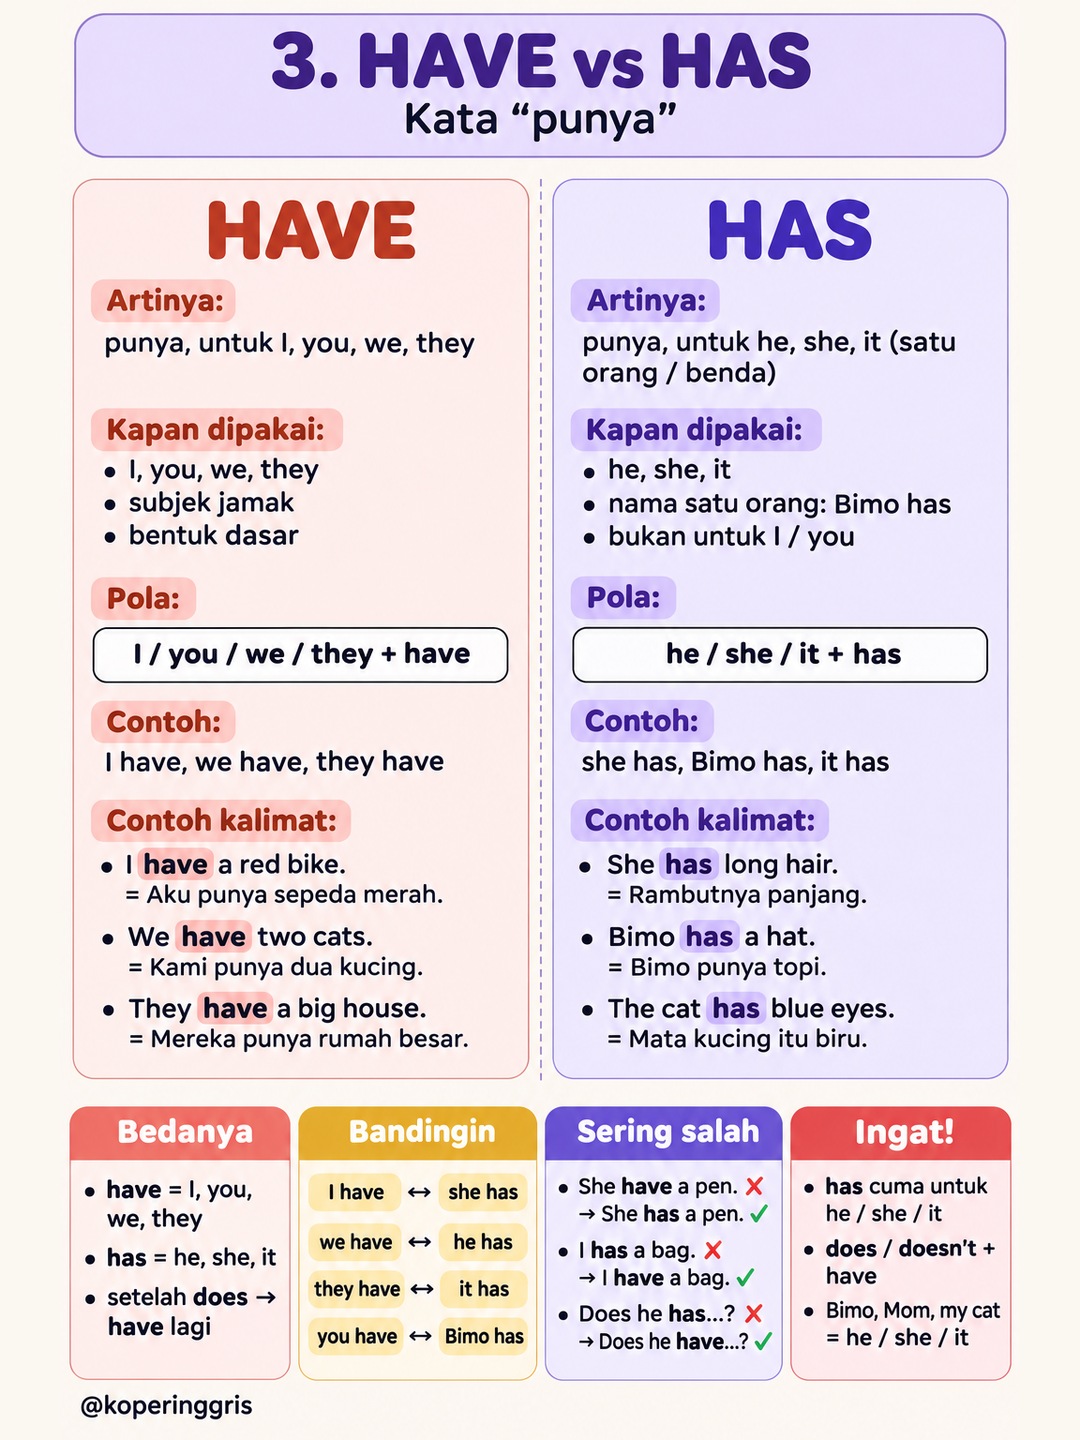 3. HAVE vs HAS
Kata “punya”
HAVE
Artinya:
punya, untuk I, you, we, they
Kapan dipakai:
• I, you, we, they
• subjek jamak
• bentuk dasar
Pola:
I / you / we / they + have
Contoh:
I have, we have, they have
Contoh kalimat:
• I have a red bike.
= Aku punya sepeda merah.
• We have two cats.
= Kami punya dua kucing.
• They have a big house.
= Mereka punya rumah besar.
HAS
Artinya:
punya, untuk he, she, it (satu
orang / benda)
Kapan dipakai:
• he, she, it
• nama satu orang: Bimo has
• bukan untuk I / you
Pola:
he / she / it + has
Contoh:
she has, Bimo has, it has
Contoh kalimat:
• She has long hair.
= Rambutnya panjang.
• Bimo has a hat.
= Bimo punya topi.
• The cat has blue eyes.
= Mata kucing itu biru.
Bedanya
• have = I, you,
we, they
• has = he, she, it
• setelah does →
have lagi
Bandingin
I have ↔ she has
we have ↔ he has
they have ↔ it has
you have ↔ Bimo has
Sering salah
• She have a pen. ❌
→ She has a pen. ✓
• I has a bag. ❌
→ I have a bag. ✓
• Does he has...? ❌
→ Does he have...? ✓
Ingat!
• has cuma untuk
he / she / it
• does / doesn’t +
have
• Bimo, Mom, my cat
= he / she / it
@koperinggris